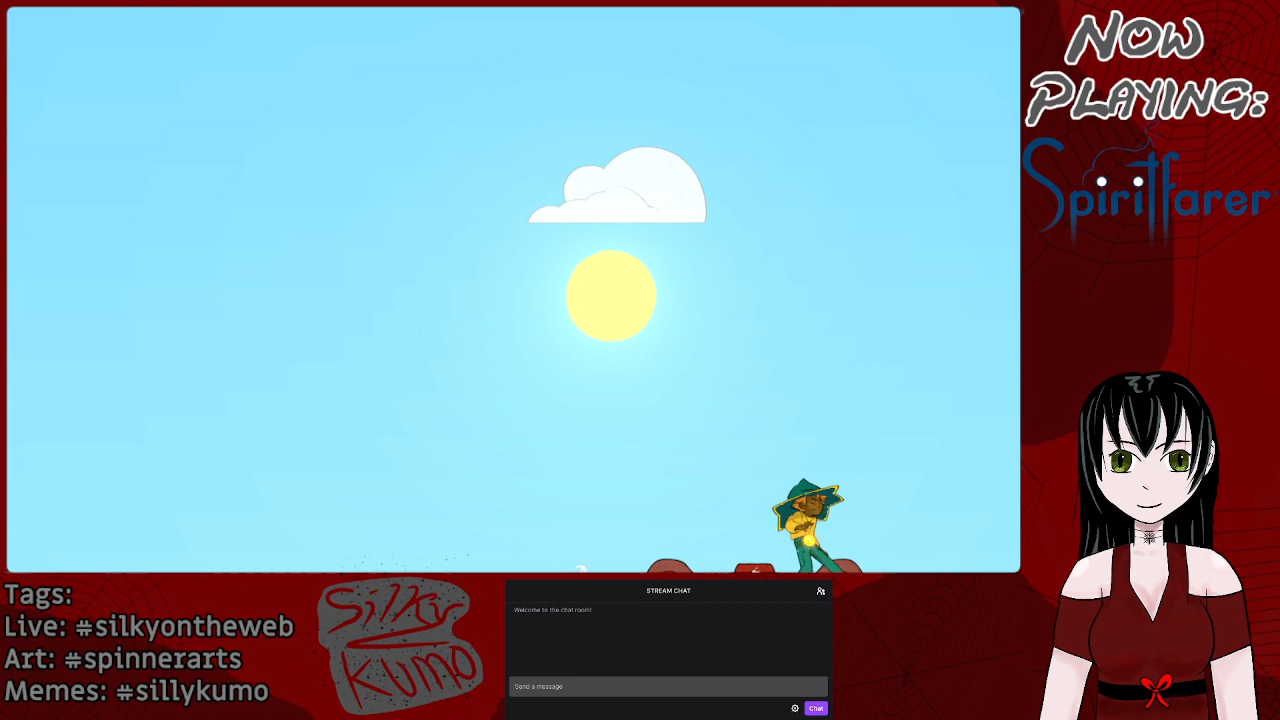 Now
Playing:
Spiritfarer
Tags:
Live: #silkyontheweb
Art: #spinnerarts
Memes: #sillykumo
Silky
Kumo
STREAM CHAT
Welcome to the chat room!
Send a message
Chat